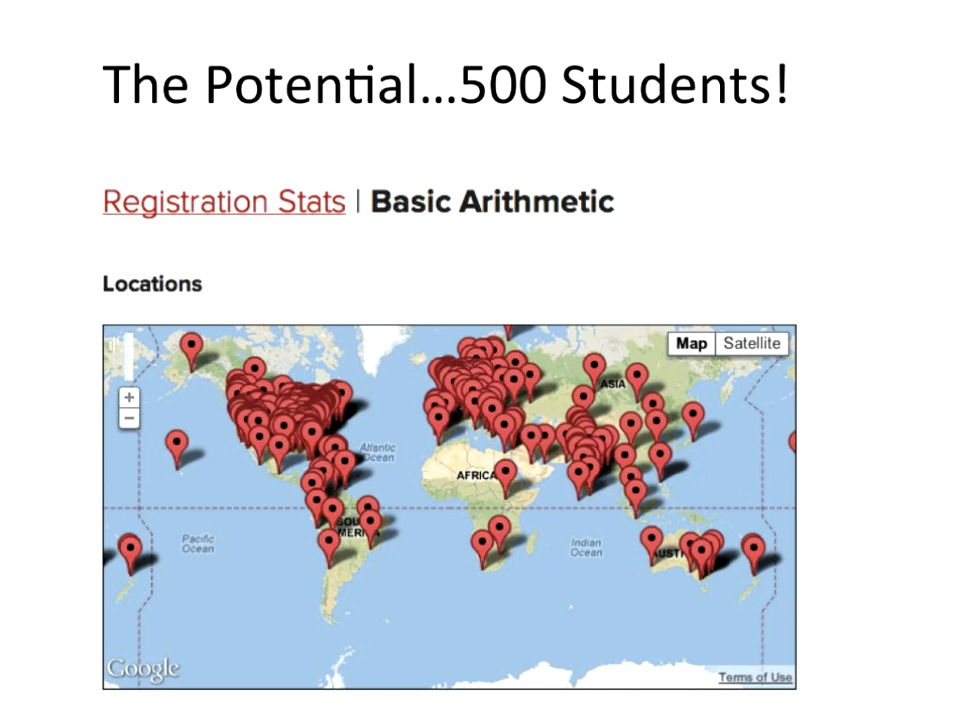 The Potential...500 Students!
Registration Stats | Basic Arithmetic
Locations
Map Satellite
+
−
ASIA
Atlantic
Ocean
AFRICA
Pacific
Ocean
Indian
Ocean
Google
Terms of Use